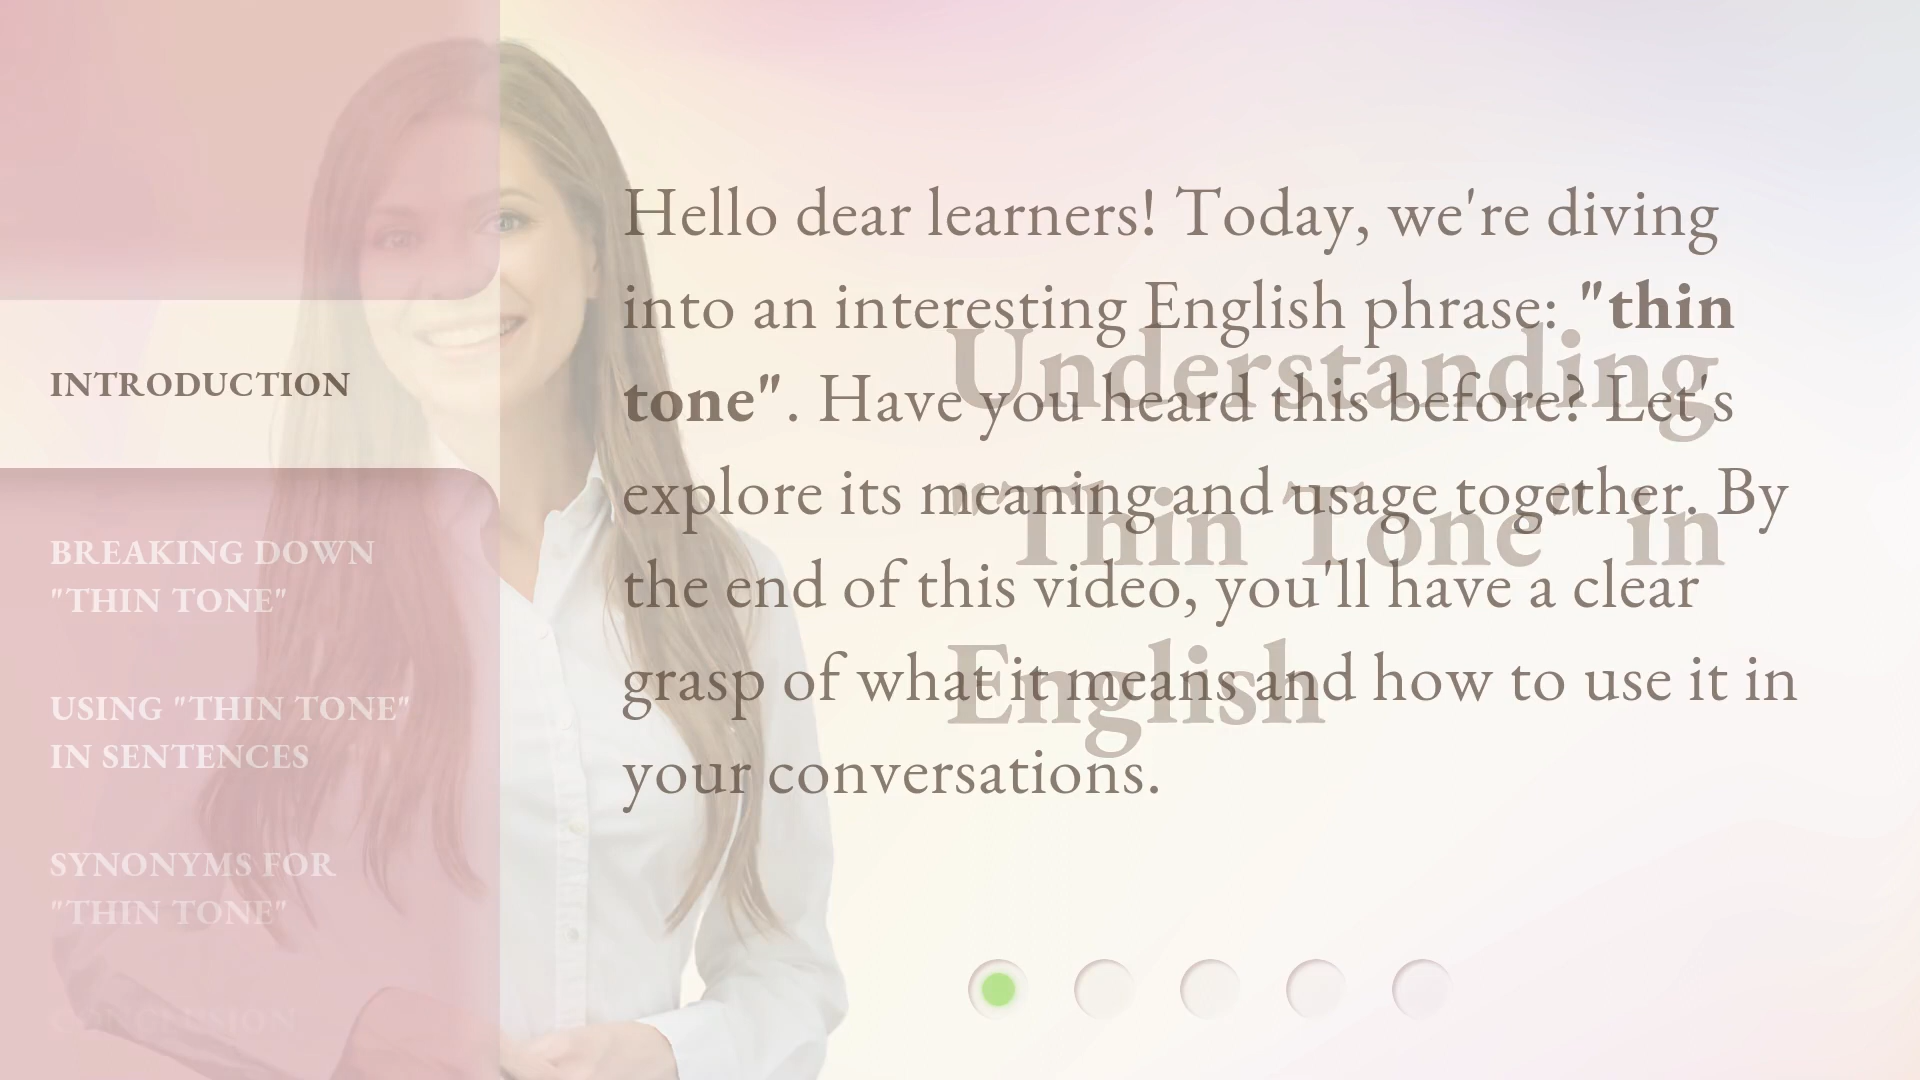 INTRODUCTION
BREAKING DOWN
"THIN TONE"
USING "THIN TONE"
IN SENTENCES
SYNONYMS FOR
"THIN TONE"
CONCLUSION
Hello dear learners! Today, we're diving
into an interesting English phrase: "thin
tone". Have you heard this before? Let's
explore its meaning and usage together. By
the end of this video, you'll have a clear
grasp of what it means and how to use it in
your conversations.
Understanding
"Thin Tone" in
English